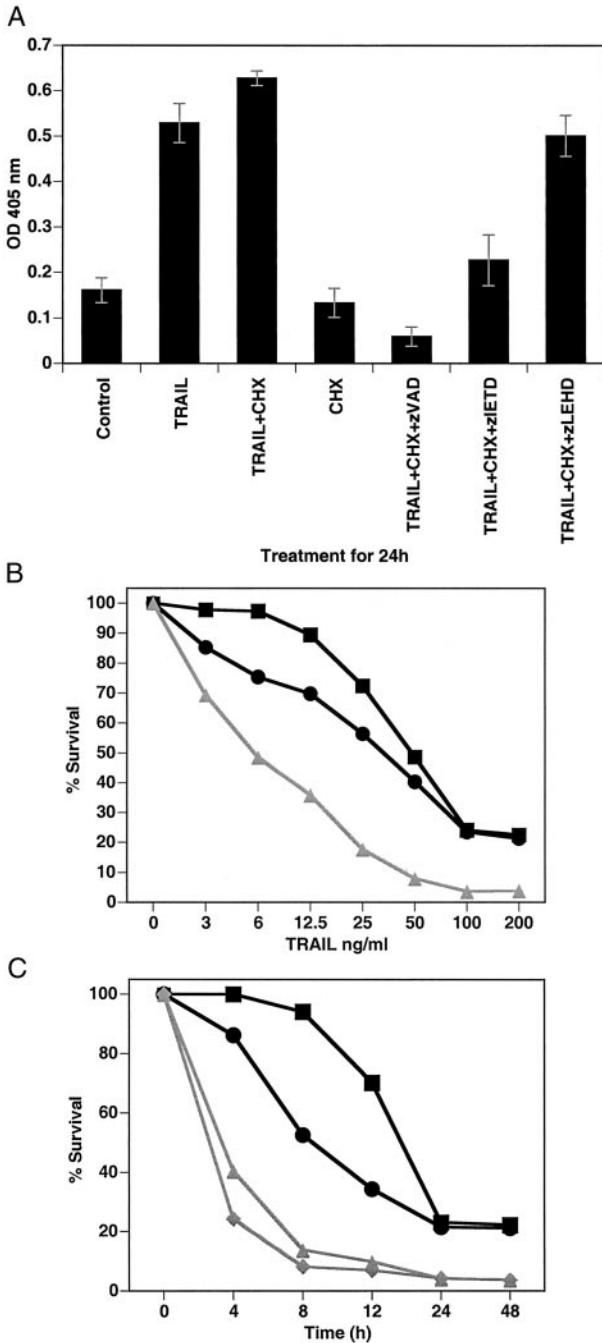 A
0.7
0.6
0.5
0.4
0.3
0.2
0.1
0
OD 405 nm
Control
TRAIL
TRAIL+CHX
CHX
TRAIL+CHX+zVAD
TRAIL+CHX+zIETD
TRAIL+CHX+zLEHD
Treatment for 24h
B
100
90
80
70
60
50
40
30
20
10
0
% Survival
0 3 6 12.5 25 50 100 200
TRAIL ng/ml
C
100
80
60
40
20
0
% Survival
0 4 8 12 24 48
Time (h)